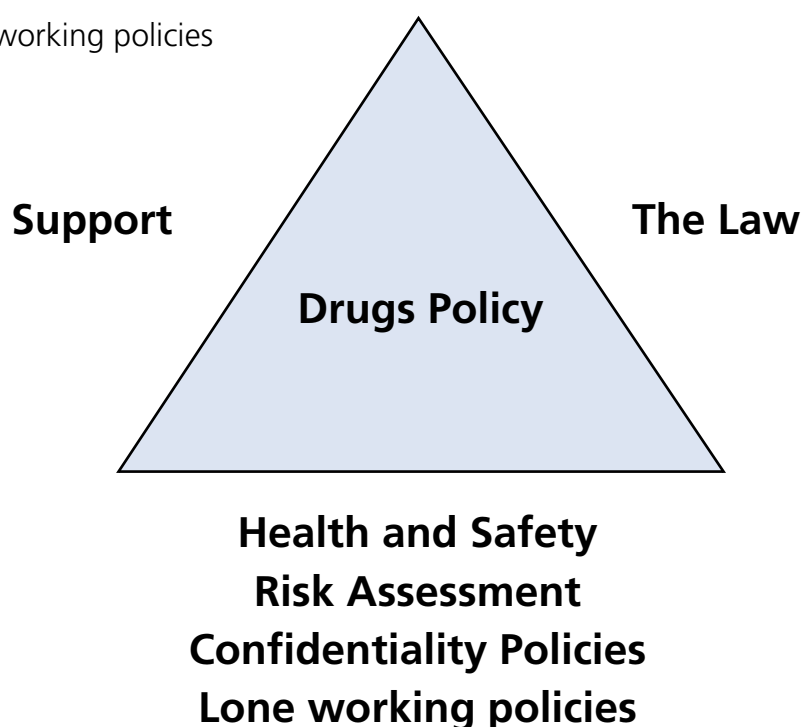 working policies
Support
The Law
Drugs Policy
Health and Safety
Risk Assessment
Confidentiality Policies
Lone working policies